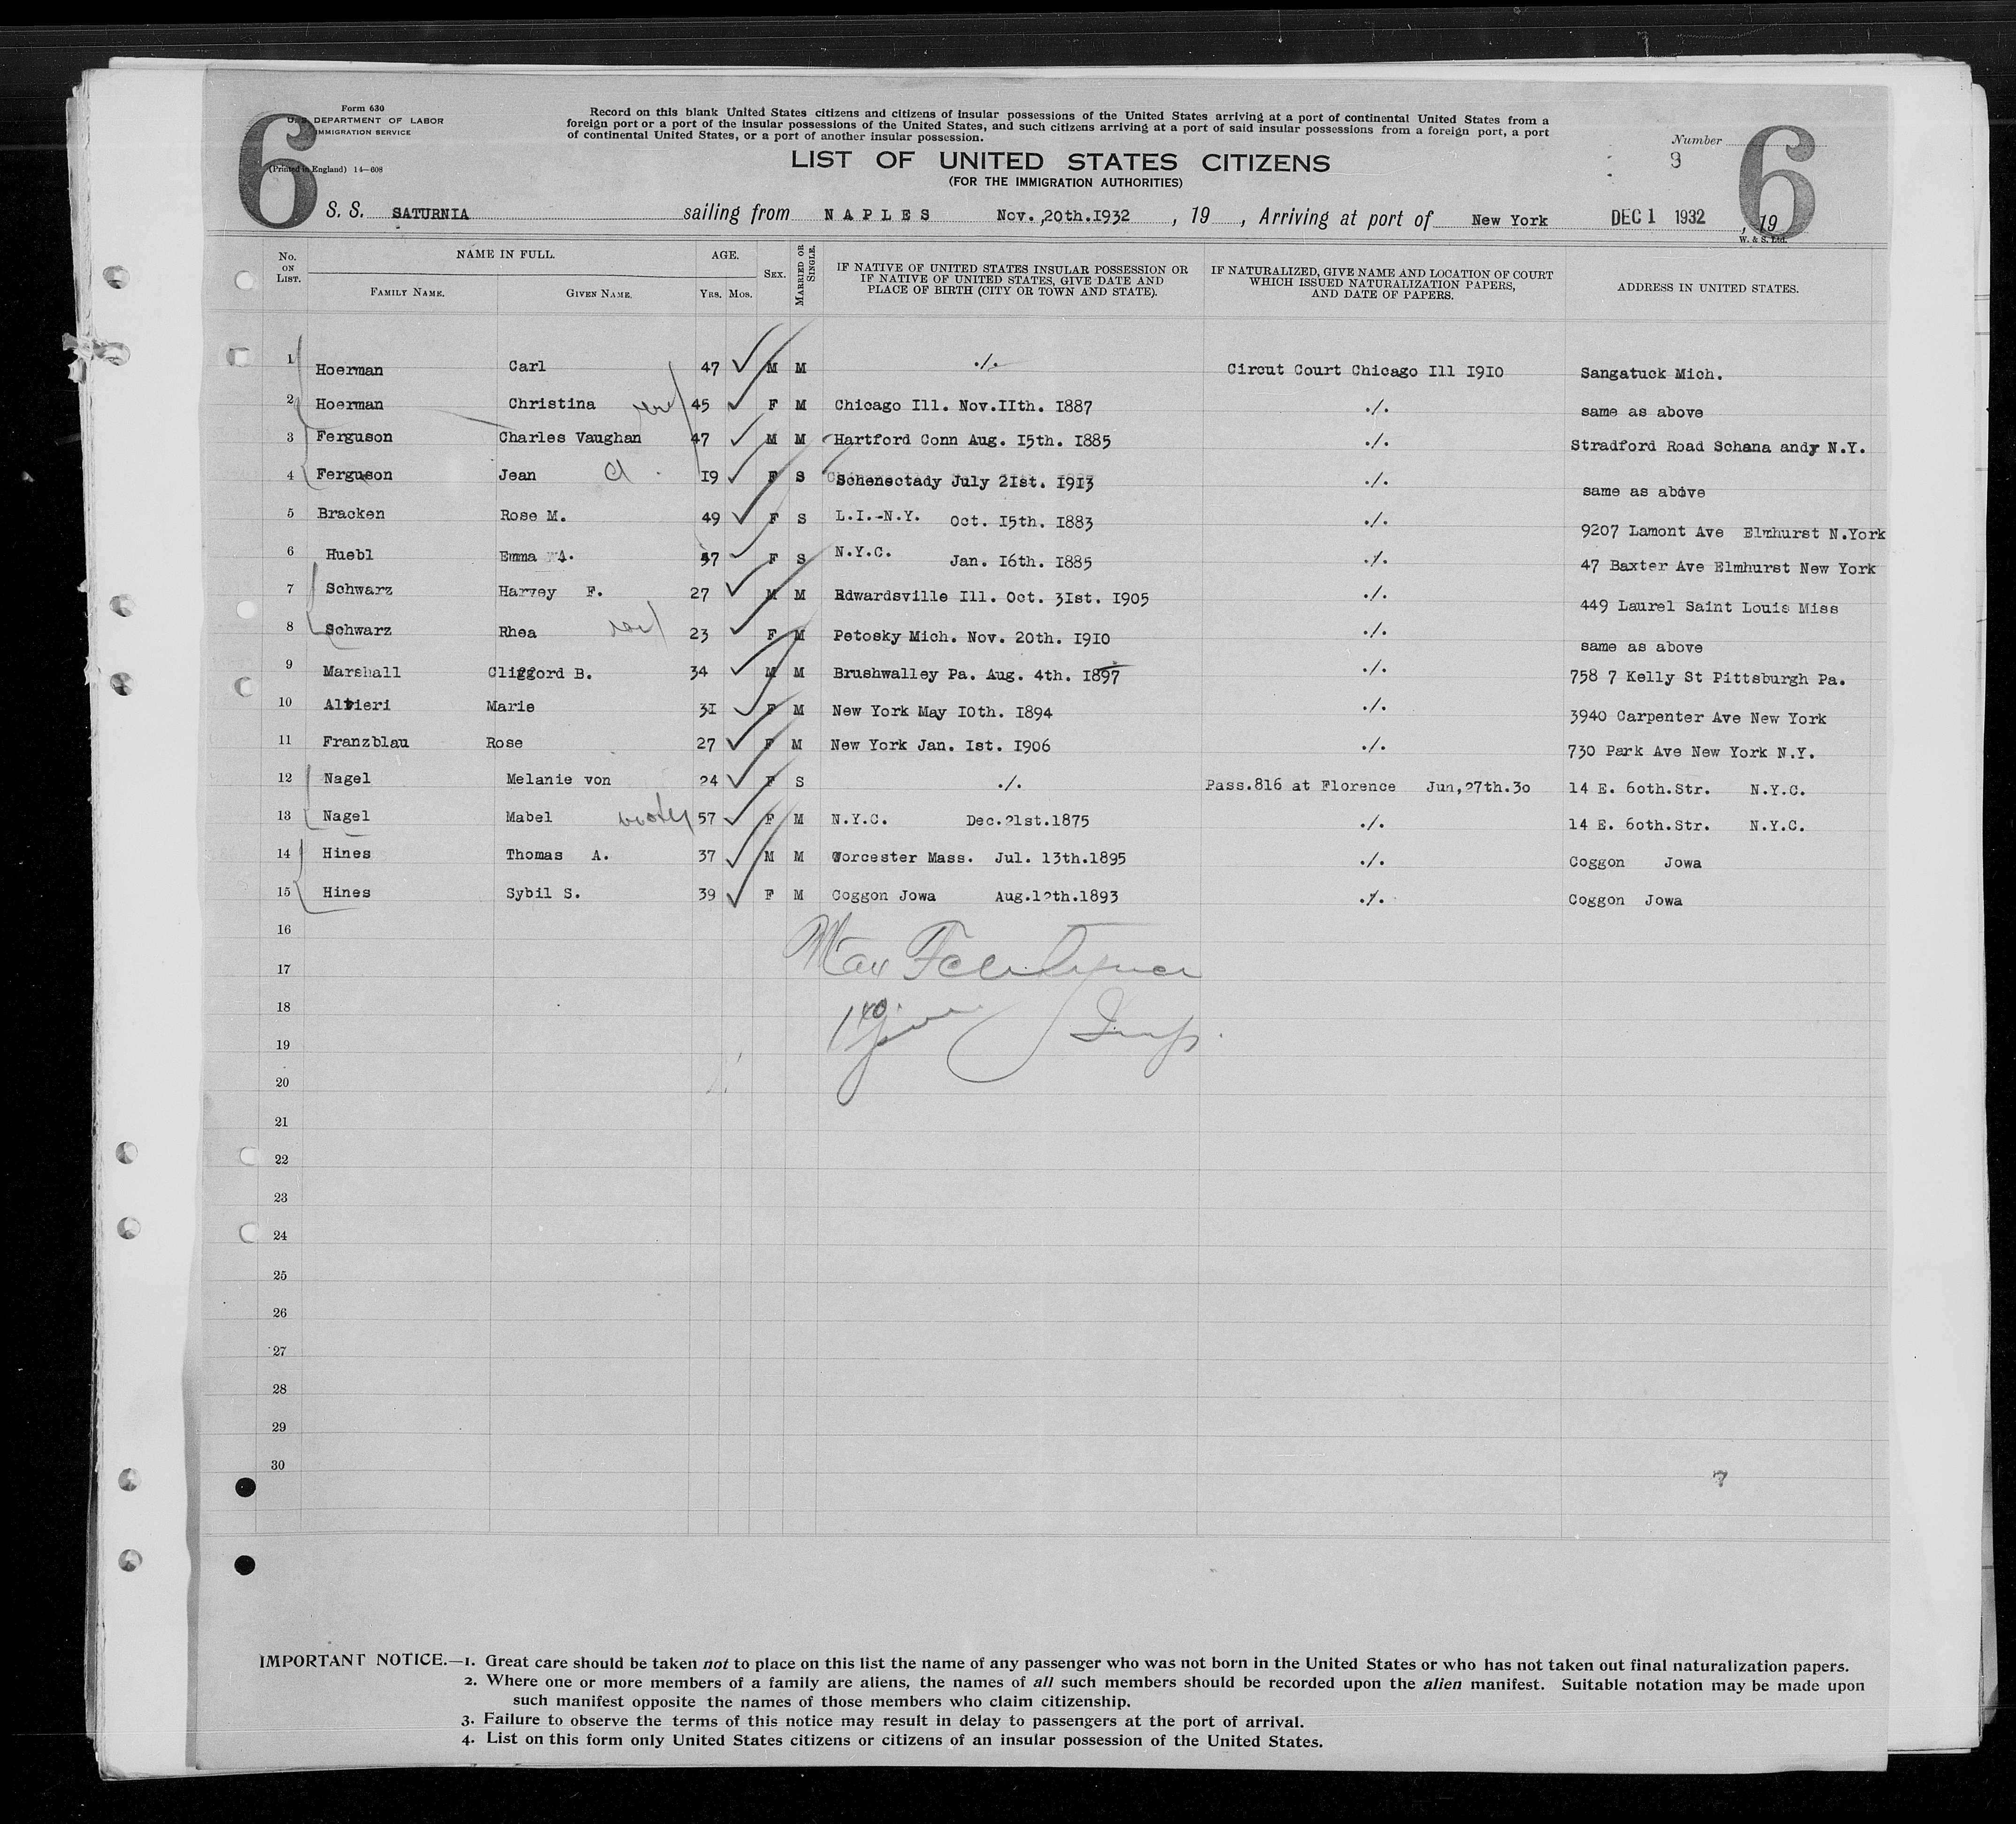 6
Form 630
U.S. DEPARTMENT OF LABOR
IMMIGRATION SERVICE
(Printed in England) 14—608
Record on this blank United States citizens and citizens of insular possessions of the United States arriving at a port of continental United States from a
foreign port or a port of the insular possessions of the United States, and such citizens arriving at a port of said insular possessions from a foreign port, a port
of continental United States, or a port of another insular possession.
Number
9
6
LIST OF UNITED STATES CITIZENS
(FOR THE IMMIGRATION AUTHORITIES)
S. S. SATURNIA sailing from NAPLES Nov.,20th.1932, 19 , Arriving at port of New York DEC 1 1932, 19
W. & S. Ltd.
No. ON LIST. NAME IN FULL. FAMILY NAME. GIVEN NAME. AGE. YRS. MOS. SEX. MARRIED OR SINGLE. IF NATIVE OF UNITED STATES INSULAR POSSESSION OR IF NATIVE OF UNITED STATES, GIVE DATE AND PLACE OF BIRTH (CITY OR TOWN AND STATE). IF NATURALIZED, GIVE NAME AND LOCATION OF COURT WHICH ISSUED NATURALIZATION PAPERS, AND DATE OF PAPERS. ADDRESS IN UNITED STATES.
1 Hoerman Carl 47 M M ./. Circut Court Chicago Ill 1910 Sangatuck Mich.
2 Hoerman Christina 45 F M Chicago Ill. Nov.IIth. 1887 ./. same as above
3 Ferguson Charles Vaughan 47 M M Hartford Conn Aug. I5th. 1885 ./. Stradford Road Schana andy N.Y.
4 Ferguson Jean 19 F S Schenectady July 2Ist. 1913 ./. same as above
5 Bracken Rose M. 49 F S L.I.-N.Y. Oct. I5th. 1883 ./. 9207 Lamont Ave Elmhurst N.York
6 Huebl Emma A. 57 F S N.Y.C. Jan. I6th. 1885 ./. 47 Baxter Ave Elmhurst New York
7 Schwarz Harvey F. 27 M M Edwardsville Ill. Oct. 3Ist. 1905 ./. 449 Laurel Saint Louis Miss
8 Schwarz Rhea 23 F M Petosky Mich. Nov. 20th. 1910 ./. same as above
9 Marshall Cliggord B. 34 M M Brushwalley Pa. Aug. 4th. 1897 ./. 758 7 Kelly St Pittsburgh Pa.
10 Altieri Marie 31 F M New York May I0th. 1894 ./. 3940 Carpenter Ave New York
11 Franzblau Rose 27 F M New York Jan. Ist. 1906 ./. 730 Park Ave New York N.Y.
12 Nagel Melanie von 24 F S ./. Pass.816 at Florence Jun,27th.30 14 E. 6oth.Str. N.Y.C.
13 Nagel Mabel 57 F M N.Y.C. Dec.21st.1875 ./. 14 E. 6oth.Str. N.Y.C.
14 Hines Thomas A. 37 M M Worcester Mass. Jul. 13th.1895 ./. Coggon Jowa
15 Hines Sybil S. 39 F M Coggon Jowa Aug.12th.1893 ./. Coggon Jowa
16
17
18
19
20
21
22
23
24
25
26
27
28
29
30
7
IMPORTANT NOTICE.—1. Great care should be taken not to place on this list the name of any passenger who was not born in the United States or who has not taken out final naturalization papers.
2. Where one or more members of a family are aliens, the names of all such members should be recorded upon the alien manifest. Suitable notation may be made upon
such manifest opposite the names of those members who claim citizenship.
3. Failure to observe the terms of this notice may result in delay to passengers at the port of arrival.
4. List on this form only United States citizens or citizens of an insular possession of the United States.